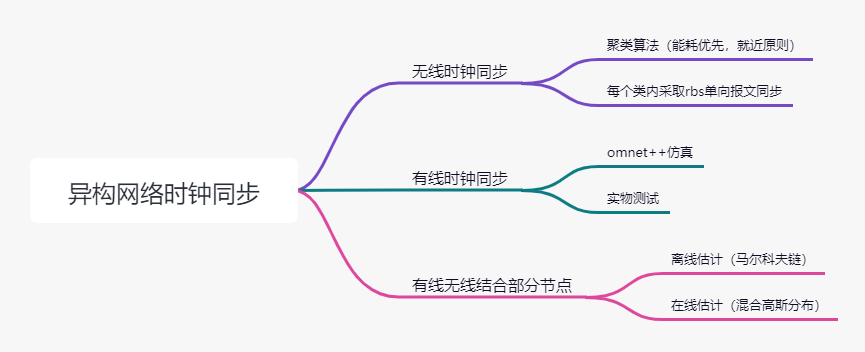 异构网络时钟同步
无线时钟同步
聚类算法（能耗优先，就近原则）
每个类内采取rbs单向报文同步
有线时钟同步
omnet++仿真
实物测试
有线无线结合部分节点
离线估计（马尔科夫链）
在线估计（混合高斯分布）